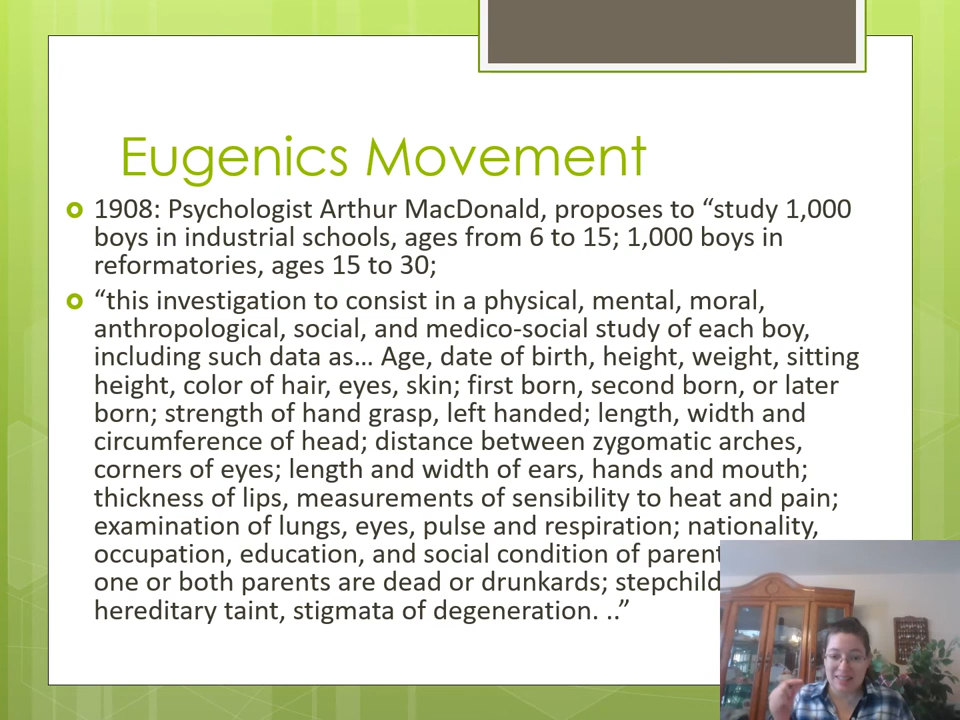 Eugenics Movement
1908: Psychologist Arthur MacDonald, proposes to “study 1,000
boys in industrial schools, ages from 6 to 15; 1,000 boys in
reformatories, ages 15 to 30;
“this investigation to consist in a physical, mental, moral,
anthropological, social, and medico-social study of each boy,
including such data as… Age, date of birth, height, weight, sitting
height, color of hair, eyes, skin; first born, second born, or later
born; strength of hand grasp, left handed; length, width and
circumference of head; distance between zygomatic arches,
corners of eyes; length and width of ears, hands and mouth;
thickness of lips, measurements of sensibility to heat and pain;
examination of lungs, eyes, pulse and respiration; nationality,
occupation, education, and social condition of
one or both parents are dead or drunkards;
hereditary taint, stigmata of degeneration. ..”